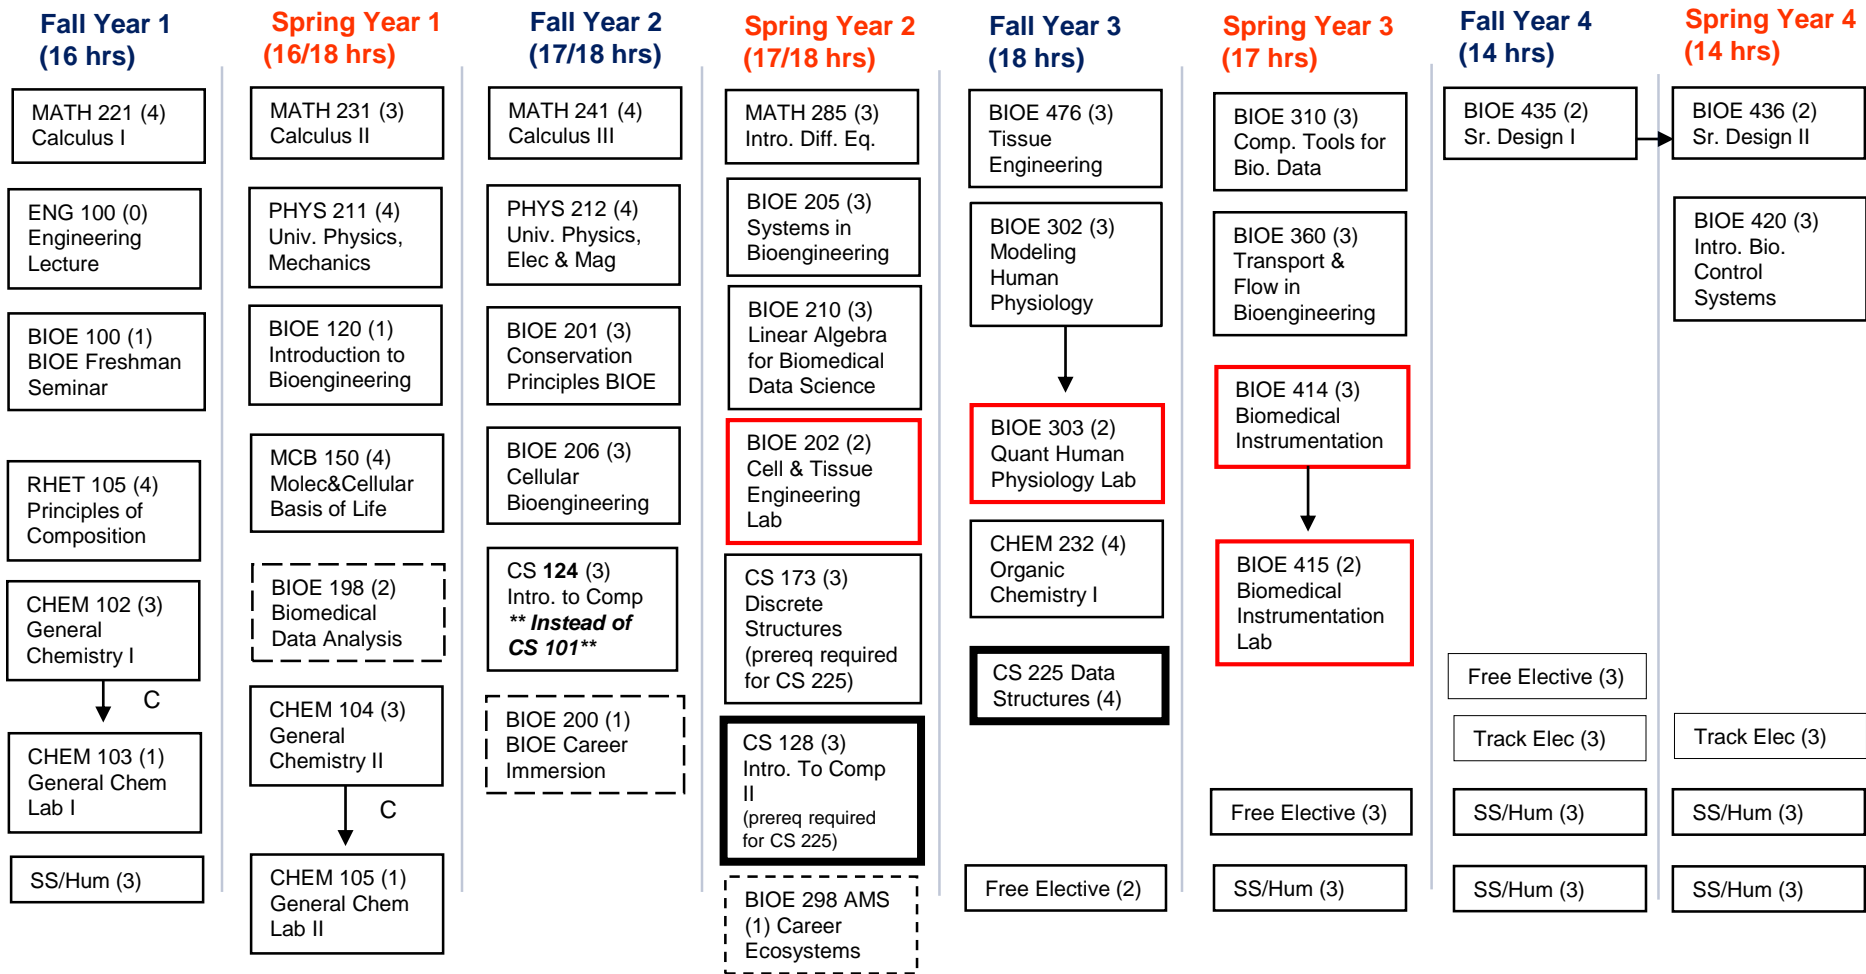 Fall Year 1
(16 hrs)
MATH 221 (4)
Calculus I
ENG 100 (0)
Engineering
Lecture
BIOE 100 (1)
BIOE Freshman
Seminar
RHET 105 (4)
Principles of
Composition
CHEM 102 (3)
General
Chemistry I
C
CHEM 103 (1)
General Chem
Lab I
SS/Hum (3)
Spring Year 1
(16/18 hrs)
MATH 231 (3)
Calculus II
PHYS 211 (4)
Univ. Physics,
Mechanics
BIOE 120 (1)
Introduction to
Bioengineering
MCB 150 (4)
Molec&Cellular
Basis of Life
BIOE 198 (2)
Biomedical
Data Analysis
CHEM 104 (3)
General
Chemistry II
C
CHEM 105 (1)
General Chem
Lab II
Fall Year 2
(17/18 hrs)
MATH 241 (4)
Calculus III
PHYS 212 (4)
Univ. Physics,
Elec & Mag
BIOE 201 (3)
Conservation
Principles BIOE
BIOE 206 (3)
Cellular
Bioengineering
CS 124 (3)
Intro. to Comp
** Instead of
CS 101**
BIOE 200 (1)
BIOE Career
Immersion
Spring Year 2
(17/18 hrs)
MATH 285 (3)
Intro. Diff. Eq.
BIOE 205 (3)
Systems in
Bioengineering
BIOE 210 (3)
Linear Algebra
for Biomedical
Data Science
BIOE 202 (2)
Cell & Tissue
Engineering
Lab
CS 173 (3)
Discrete
Structures
(prereq required
for CS 225)
CS 128 (3)
Intro. To Comp
II
(prereq required
for CS 225)
BIOE 298 AMS
(1) Career
Ecosystems
Fall Year 3
(18 hrs)
BIOE 476 (3)
Tissue
Engineering
BIOE 302 (3)
Modeling
Human
Physiology
BIOE 303 (2)
Quant Human
Physiology Lab
CHEM 232 (4)
Organic
Chemistry I
CS 225 Data
Structures (4)
Free Elective (2)
Spring Year 3
(17 hrs)
BIOE 310 (3)
Comp. Tools for
Bio. Data
BIOE 360 (3)
Transport &
Flow in
Bioengineering
BIOE 414 (3)
Biomedical
Instrumentation
BIOE 415 (2)
Biomedical
Instrumentation
Lab
Free Elective (3)
SS/Hum (3)
Fall Year 4
(14 hrs)
BIOE 435 (2)
Sr. Design I
Free Elective (3)
Track Elec (3)
SS/Hum (3)
SS/Hum (3)
Spring Year 4
(14 hrs)
BIOE 436 (2)
Sr. Design II
BIOE 420 (3)
Intro. Bio.
Control
Systems
Track Elec (3)
SS/Hum (3)
SS/Hum (3)